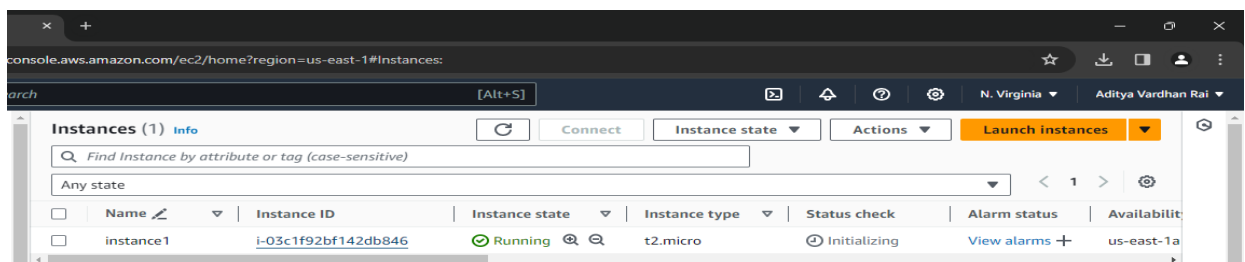 console.aws.amazon.com/ec2/home?region=us-east-1#Instances:
earch [Alt+S] N. Virginia ▼ Aditya Vardhan Rai ▼
Instances (1) Info Connect Instance state ▼ Actions ▼ Launch instances ▼
Find Instance by attribute or tag (case-sensitive)
Any state < 1 >
Name Instance ID Instance state Instance type Status check Alarm status Availabilit
instance1 i-03c1f92bf142db846 Running t2.micro Initializing View alarms + us-east-1a